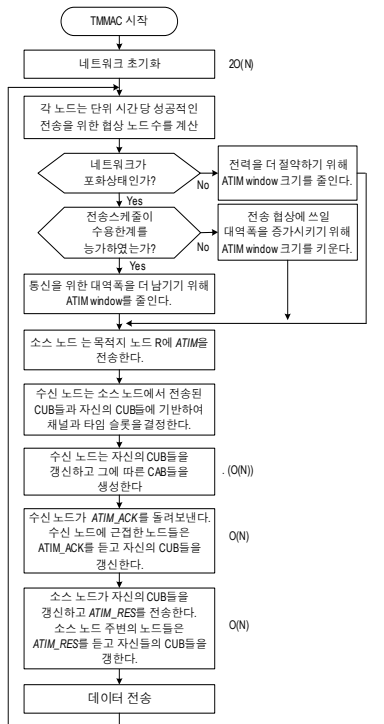 TMMAC 시작
네트워크 초기화
2O(N)
각 노드는 단위 시간당 성공적인
전송을 위한 협상 노드 수를 계산
네트워크가
포화상태인가?
No
전력을 더 절약하기 위해
ATIM window 크기를 줄인다.
Yes
전송스케줄이
수용한계를
능가하였는가?
No
전송 협상에 쓰일
대역폭을 증가시키기 위해
ATIM window 크기를 키운다.
Yes
통신을 위한 대역폭을 더 남기기 위해
ATIM window를 줄인다.
소스 노드 는 목적지 노드 R에 ATIM을
전송한다.
수신 노드는 소스 노드에서 전송된
CUB들과 자신의 CUB들에 기반하여
채널과 타임 슬롯을 결정한다.
수신 노드는 자신의 CUB들을
갱신하고 그에 따른 CAB들을
생성한다
. (O(N))
수신 노드가 ATIM_ACK를 돌려보낸다.
수신 노드에 근접한 노드들은
ATIM_ACK를 듣고 자신의 CUB들을
갱신한다.
O(N)
소스 노드가 자신의 CUB들을
갱신하고 ATIM_RES를 전송한다.
소스 노드 주변의 노드들은
ATIM_RES를 듣고 자신들의 CUB들을
갱한다.
O(N)
데이터 전송